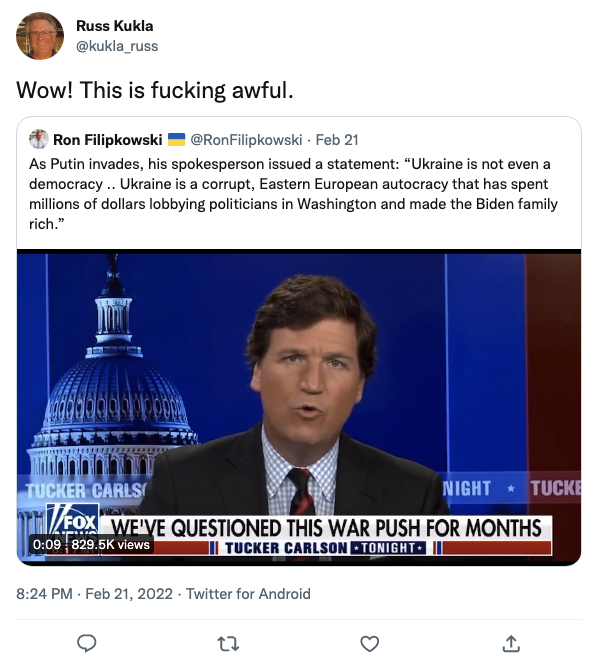 Russ Kukla
@kukla_russ
Wow! This is fucking awful.
Ron Filipkowski 🇺🇦 @RonFilipkowski · Feb 21
As Putin invades, his spokesperson issued a statement: “Ukraine is not even a
democracy .. Ukraine is a corrupt, Eastern European autocracy that has spent
millions of dollars lobbying politicians in Washington and made the Biden family
rich.”
TUCKER CARLS
NIGHT ★ TUCKE
FOX
NEWS
WE'VE QUESTIONED THIS WAR PUSH FOR MONTHS
0:09 829.5K views
TUCKER CARLSON ★TONIGHT★
8:24 PM · Feb 21, 2022 · Twitter for Android